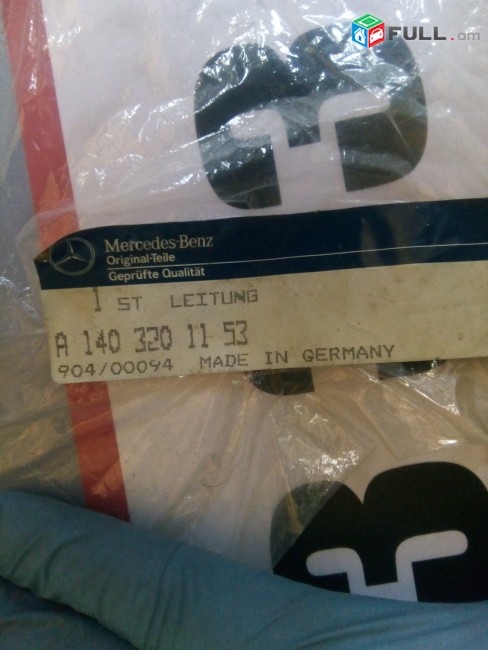 FULL.am
Mercedes-Benz
Original-Teile
Geprüfte Qualität
1 ST LEITUNG
A 140 320 11 53
904/00094 MADE IN GERMANY